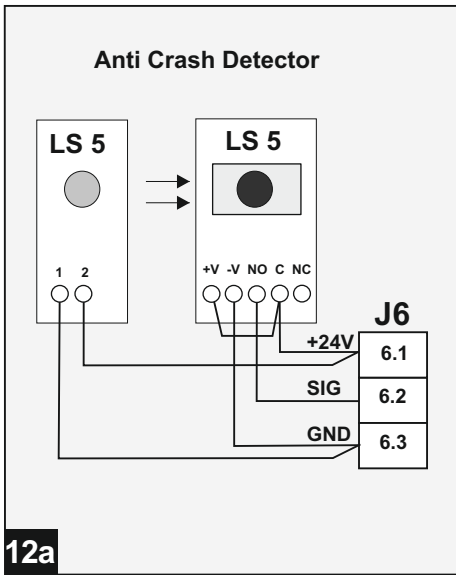 Anti Crash Detector
LS 5
LS 5
1 2
+V -V NO C NC
J6
+24V 6.1
SIG 6.2
GND 6.3
12a